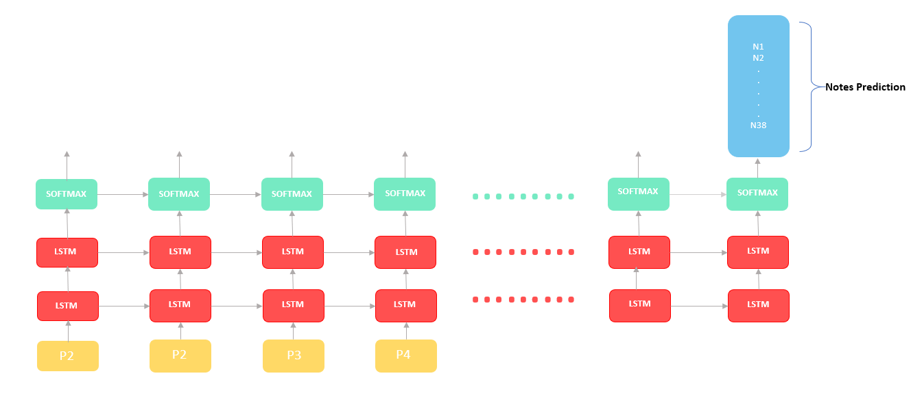 N1
N2
.
.
.
.
.
N38
Notes Prediction
SOFTMAX SOFTMAX SOFTMAX SOFTMAX SOFTMAX SOFTMAX
LSTM LSTM LSTM LSTM LSTM LSTM
LSTM LSTM LSTM LSTM LSTM LSTM
P2 P2 P3 P4